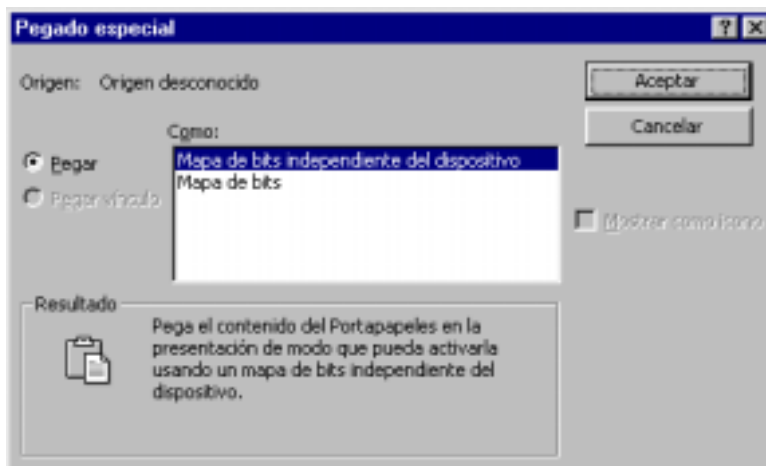 Pegado especial
Origen: Origen desconocido
Aceptar
Cancelar
Como:
Pegar
Pegar vínculo
Mapa de bits independiente del dispositivo
Mapa de bits
Mostrar como icono
Resultado
Pega el contenido del Portapapeles en la
presentación de modo que pueda activarla
usando un mapa de bits independiente del
dispositivo.